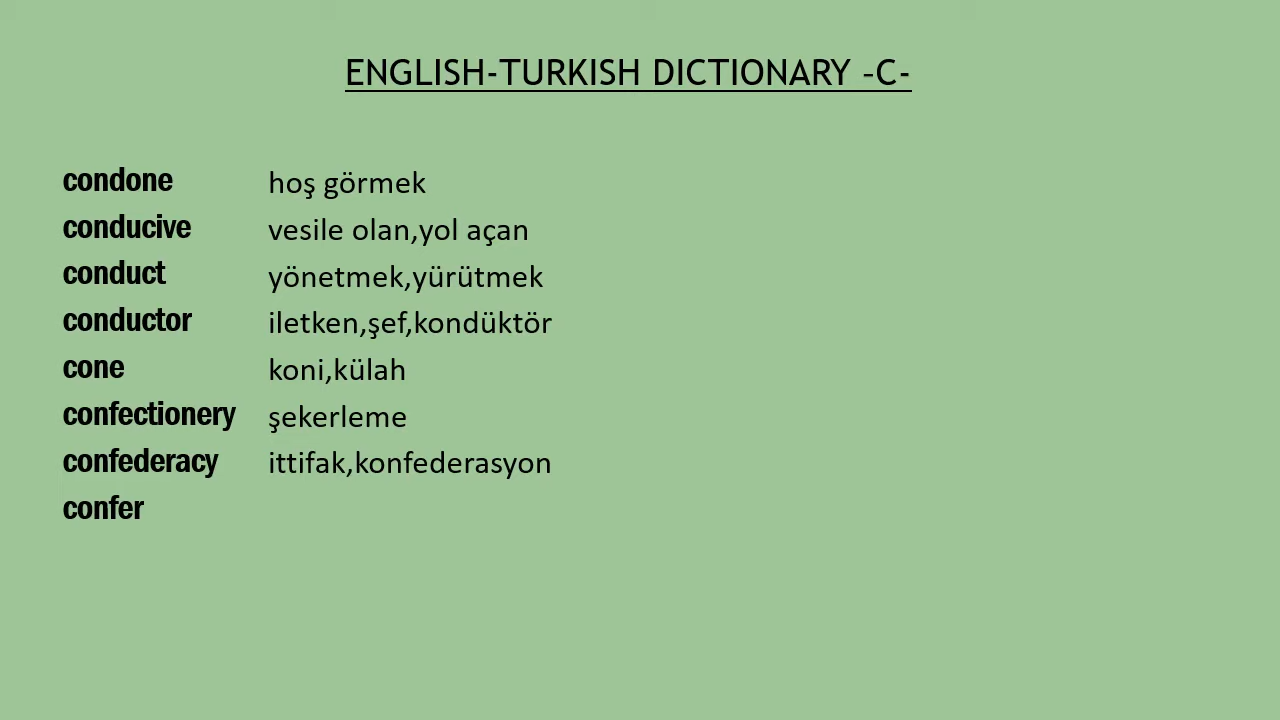 ENGLISH-TURKISH DICTIONARY –C-
condone hoş görmek
conducive vesile olan,yol açan
conduct yönetmek,yürütmek
conductor iletken,şef,kondüktör
cone koni,külah
confectionery şekerleme
confederacy ittifak,konfederasyon
confer